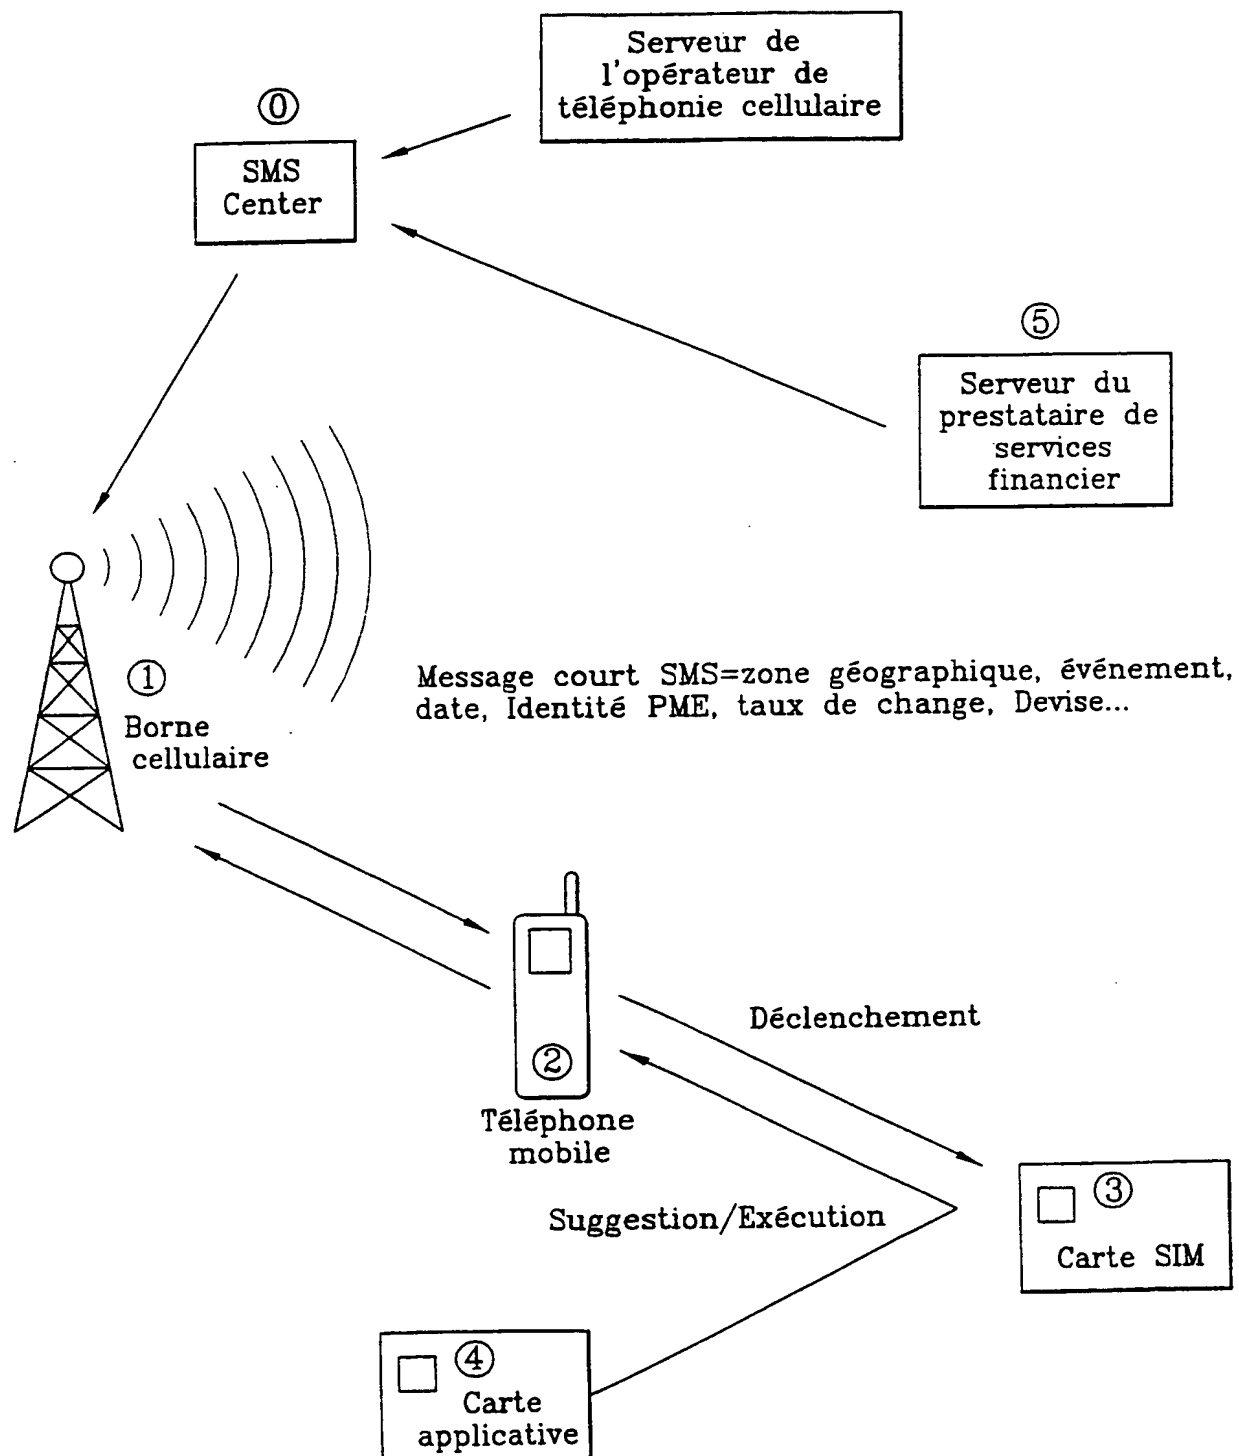 Serveur de
l'opérateur de
téléphonie cellulaire
⓪
SMS
Center
⑤
Serveur du
prestataire de
services
financier
Message court SMS=zone géographique, événement,
date, Identité PME, taux de change, Devise...
①
Borne
cellulaire
Déclenchement
②
Téléphone
mobile
Suggestion/Exécution
③
Carte SIM
④
Carte
applicative